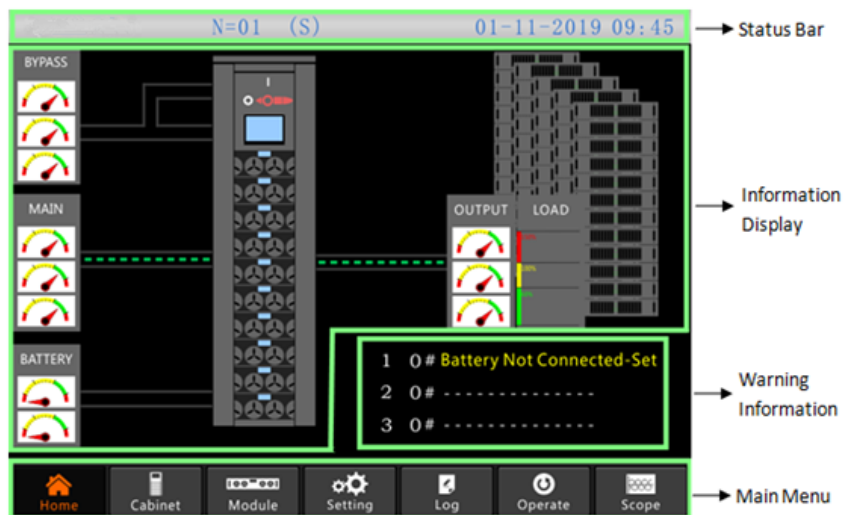 N=01 (S) 01-11-2019 09:45
Status Bar
BYPASS
MAIN
OUTPUT LOAD
Information
Display
BATTERY
1 0# Battery Not Connected-Set
2 0# --------------
3 0# --------------
Warning
Information
Home Cabinet Module Setting Log Operate Scope
Main Menu